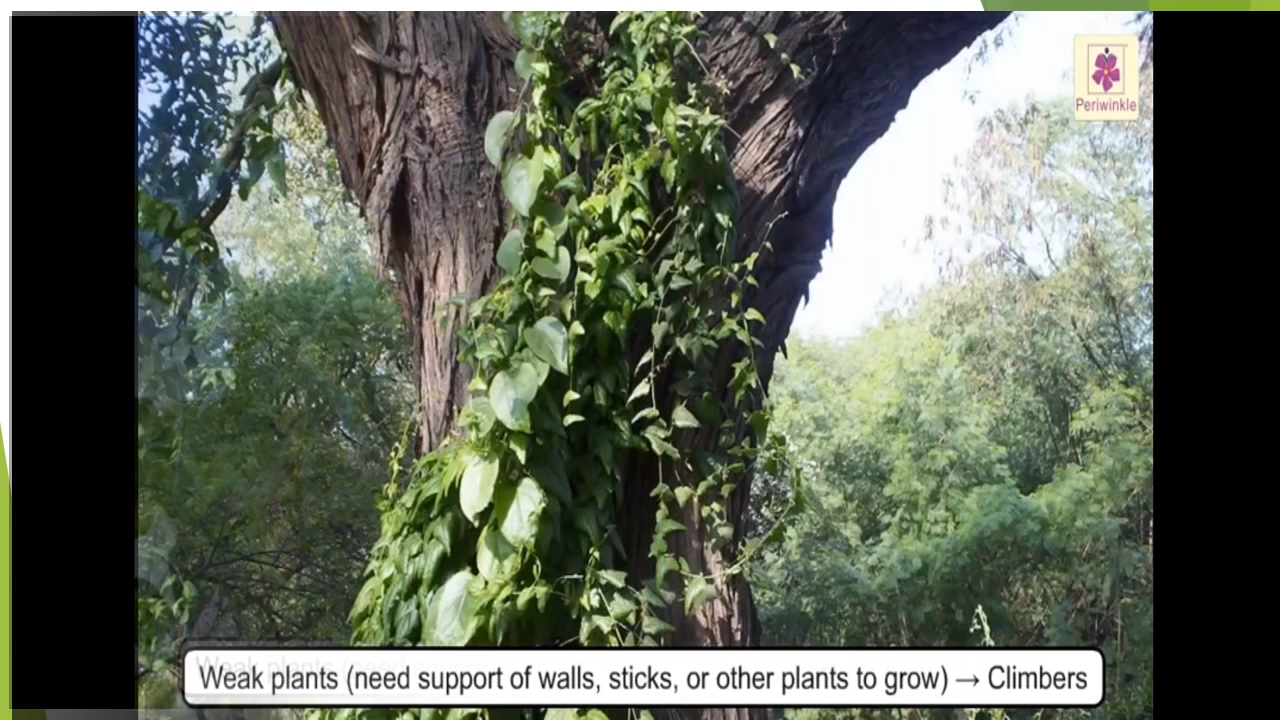 Periwinkle
Weak plants (need support of walls, sticks, or other plants to grow) → Climbers